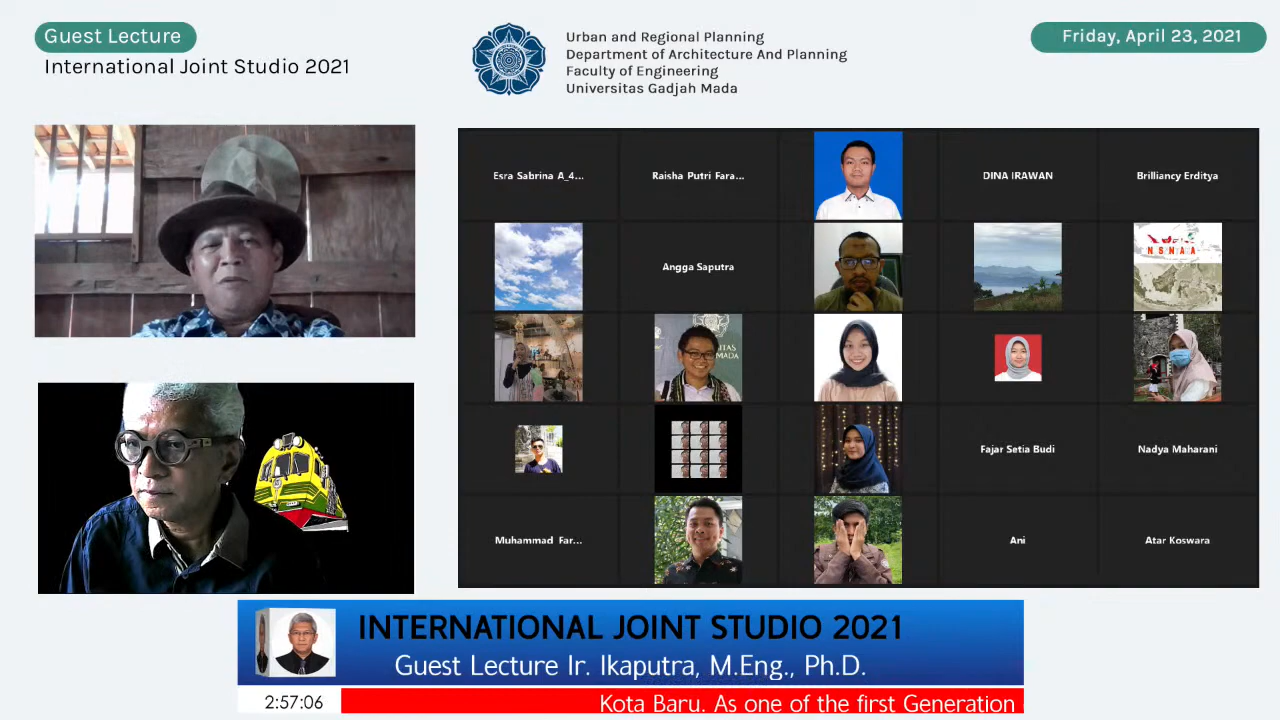 Guest Lecture
International Joint Studio 2021
Urban and Regional Planning
Department of Architecture And Planning
Faculty of Engineering
Universitas Gadjah Mada
Friday, April 23, 2021
Esra Sabrina A_4...
Raisha Putri Fara...
DINA IRAWAN
Brilliancy Erditya
Angga Saputra
Fajar Setia Budi
Nadya Maharani
Muhammad Far...
Ani
Atar Koswara
INTERNATIONAL JOINT STUDIO 2021
Guest Lecture Ir. Ikaputra, M.Eng., Ph.D.
2:57:06
Kota Baru. As one of the first Generation